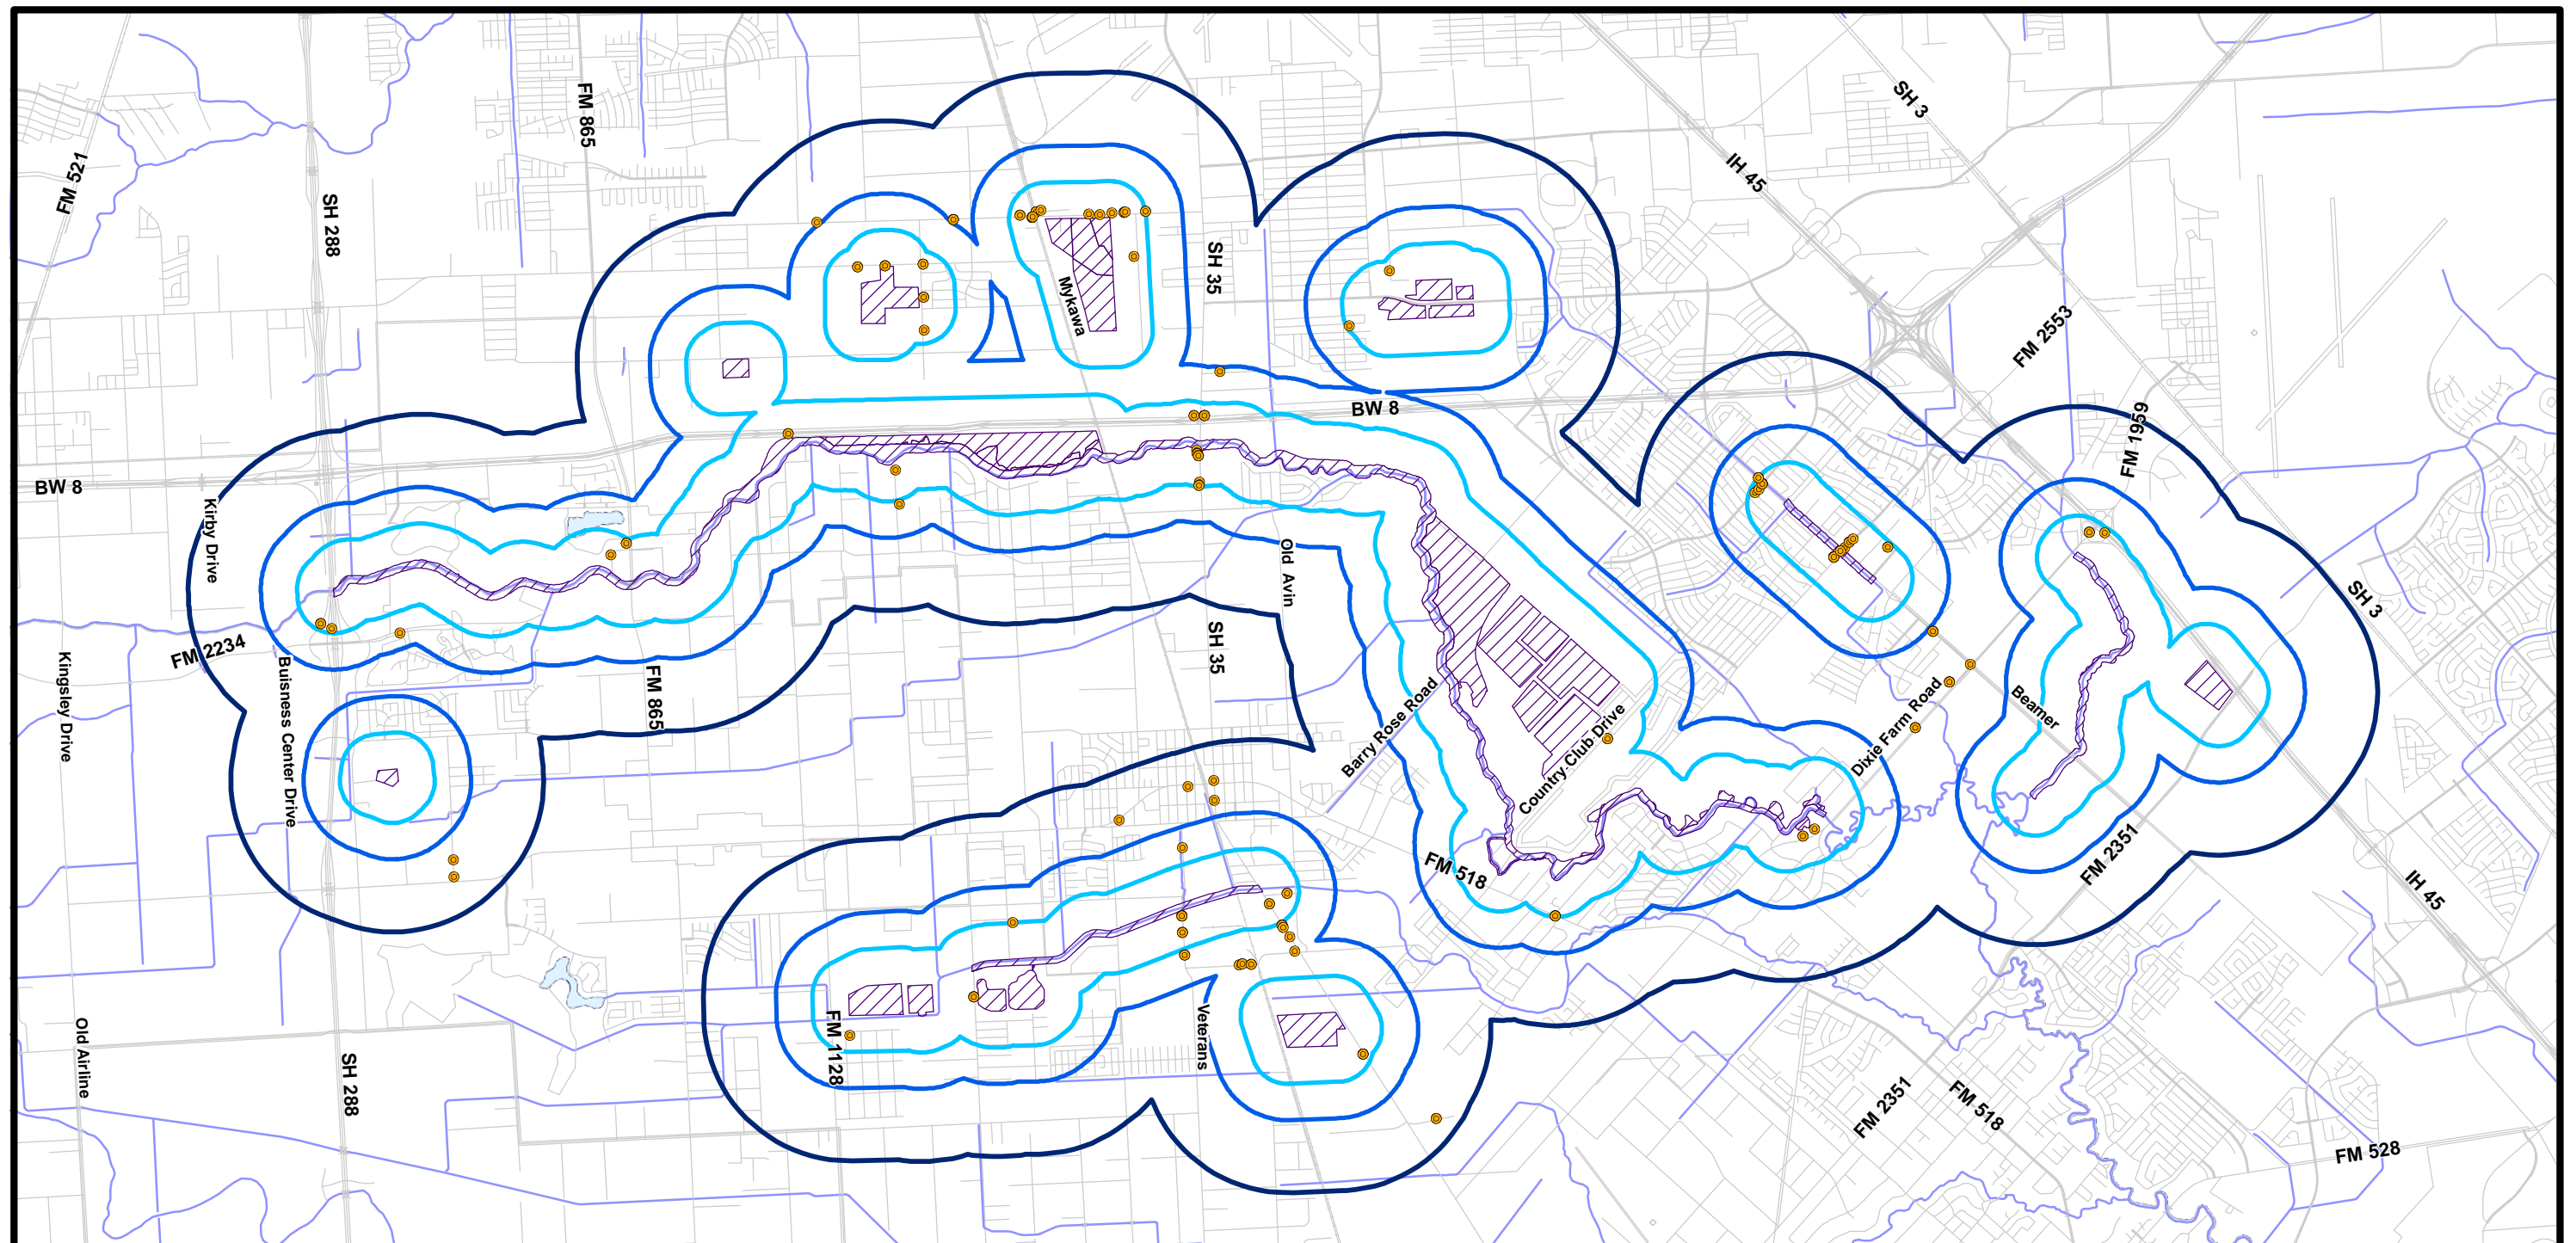 FM 521
SH 288
FM 865
Mykawa
SH 35
IH 45
SH 3
FM 2553
FM 1959
BW 8
BW 8
Kirby Drive
FM 2234
Kingsley Drive
Buisness Center Drive
FM 865
Old Avin
SH 35
Barry Rose Road
Country Club Drive
Dixie Farm Road
Beamer
SH 3
FM 518
FM 2351
IH 45
Old Airline
SH 288
FM 1128
Veterans
FM 2351
FM 518
FM 528